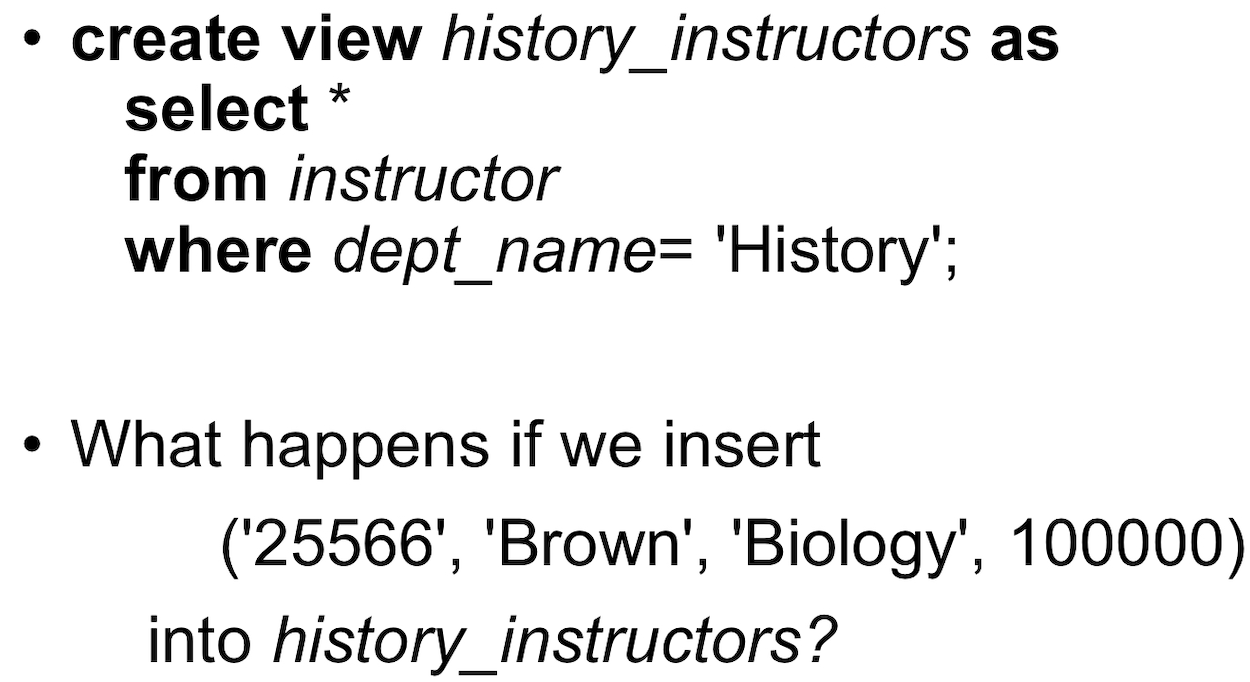 • create view history_instructors as
select *
from instructor
where dept_name= 'History';
• What happens if we insert
('25566', 'Brown', 'Biology', 100000)
into history_instructors?